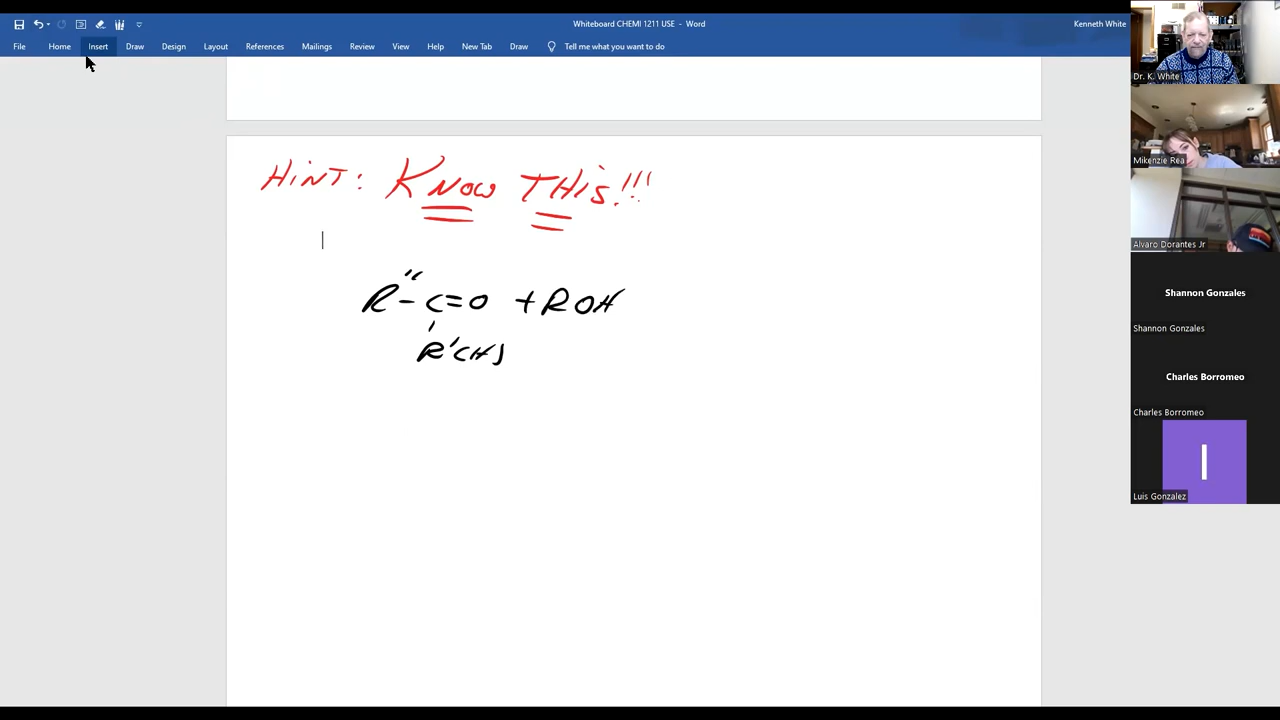 Whiteboard CHEMI 1211 USE - Word
Kenneth White
File Home Insert Draw Design Layout References Mailings Review View Help New Tab Draw Tell me what you want to do
HiNT: KNOW THis!!!
R"-C=O + ROH
R'CH)
Dr. K. White
Mikenzie Rea
Alvaro Dorantes Jr
Shannon Gonzales
Shannon Gonzales
Charles Borromeo
Charles Borromeo
I
Luis Gonzalez